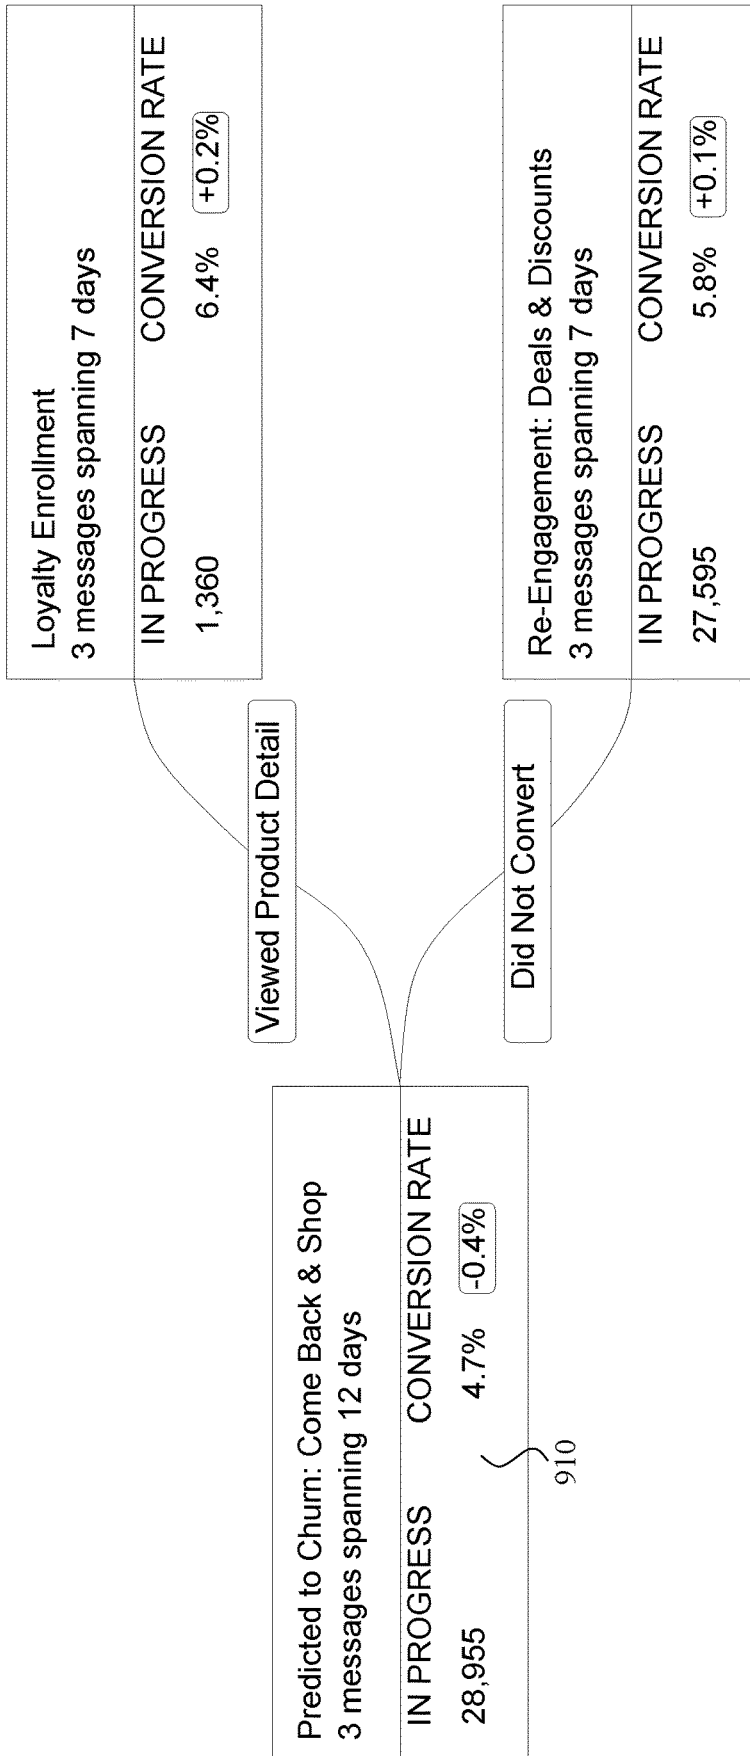 Predicted to Churn: Come Back & Shop
3 messages spanning 12 days
IN PROGRESS CONVERSION RATE
28,955 4.7% -0.4%
910
Viewed Product Detail
Did Not Convert
Loyalty Enrollment
3 messages spanning 7 days
IN PROGRESS CONVERSION RATE
1,360 6.4% +0.2%
Re-Engagement: Deals & Discounts
3 messages spanning 7 days
IN PROGRESS CONVERSION RATE
27,595 5.8% +0.1%